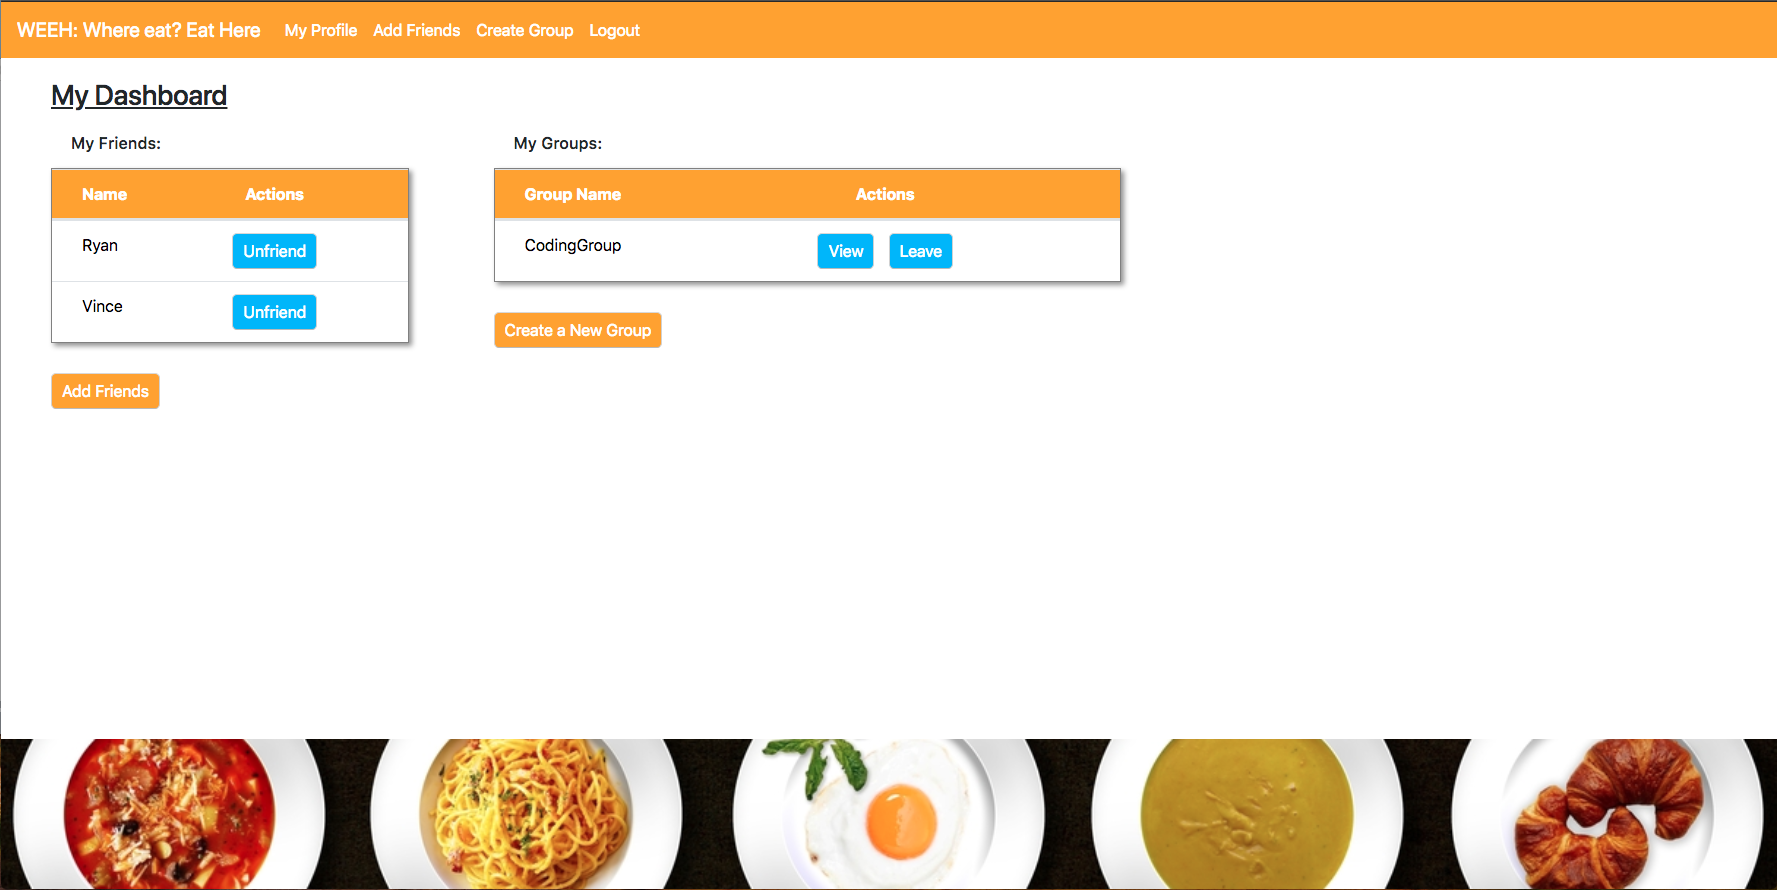 WEEH: Where eat? Eat Here My Profile Add Friends Create Group Logout
My Dashboard
My Friends:
Name Actions
Ryan Unfriend
Vince Unfriend
Add Friends
My Groups:
Group Name Actions
CodingGroup View Leave
Create a New Group